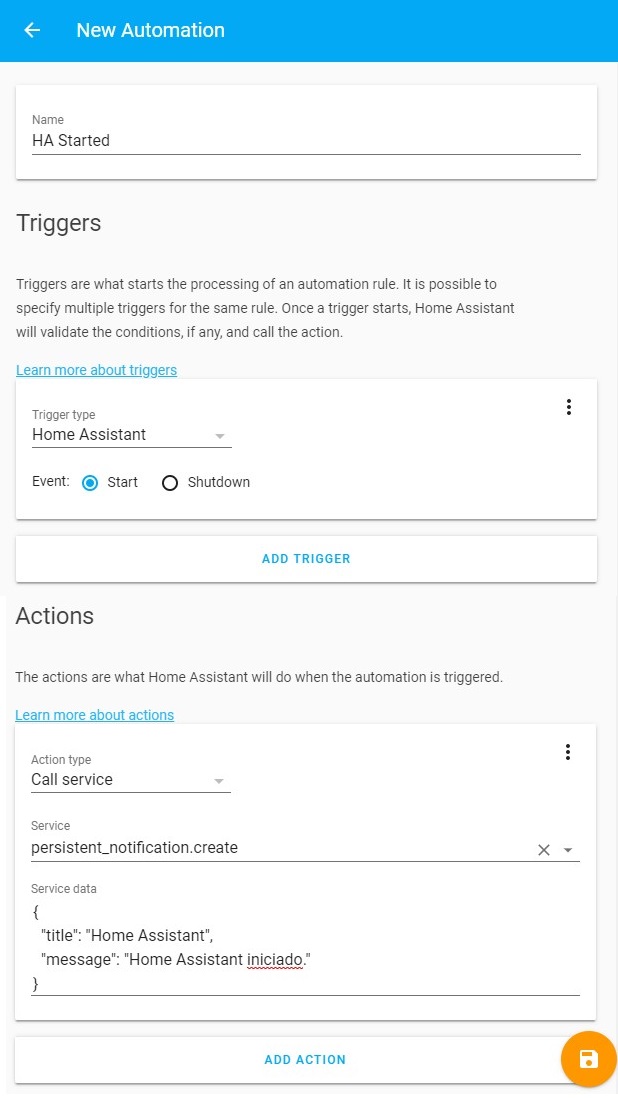 New Automation
Name
HA Started
Triggers
Triggers are what starts the processing of an automation rule. It is possible to
specify multiple triggers for the same rule. Once a trigger starts, Home Assistant
will validate the conditions, if any, and call the action.
Learn more about triggers
Trigger type
Home Assistant
Event: Start Shutdown
ADD TRIGGER
Actions
The actions are what Home Assistant will do when the automation is triggered.
Learn more about actions
Action type
Call service
Service
persistent_notification.create
Service data
{
"title": "Home Assistant",
"message": "Home Assistant iniciado."
}
ADD ACTION